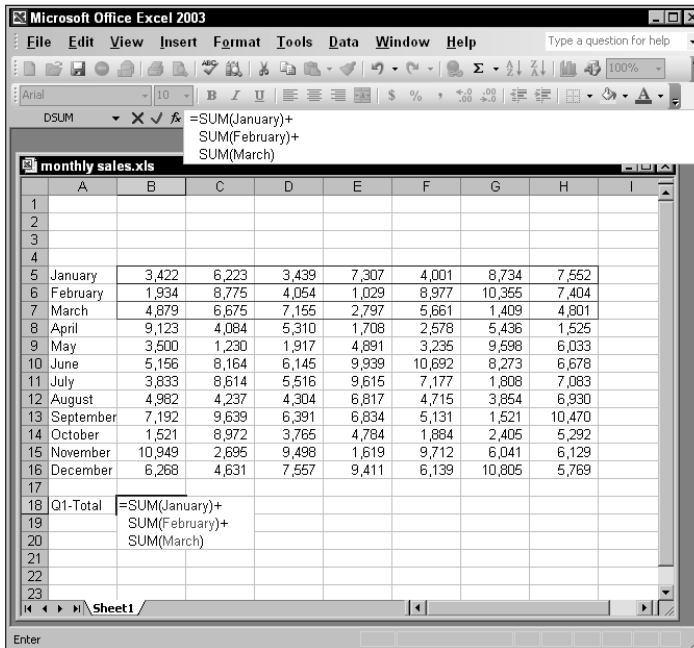 Microsoft Office Excel 2003
File Edit View Insert Format Tools Data Window Help Type a question for help
ABC Σ A Z Z A 100%
Arial 10 B I U $ % , A
DSUM fx =SUM(January)+
SUM(February)+
SUM(March)
monthly sales.xls
A B C D E F G H I
1
2
3
4
5 January 3,422 6,223 3,439 7,307 4,001 8,734 7,552
6 February 1,934 8,775 4,054 1,029 8,977 10,355 7,404
7 March 4,879 6,675 7,155 2,797 5,661 1,409 4,801
8 April 9,123 4,084 5,310 1,708 2,578 5,436 1,525
9 May 3,500 1,230 1,917 4,891 3,235 9,598 6,033
10 June 5,156 8,164 6,145 9,939 10,692 8,273 6,678
11 July 3,833 8,614 5,516 9,615 7,177 1,808 7,083
12 August 4,982 4,237 4,304 6,817 4,715 3,854 6,930
13 September 7,192 9,639 6,391 6,834 5,131 1,521 10,470
14 October 1,521 8,972 3,765 4,784 1,884 2,405 5,292
15 November 10,949 2,695 9,498 1,619 9,712 6,041 6,129
16 December 6,268 4,631 7,557 9,411 6,139 10,805 5,769
17
18 Q1-Total =SUM(January)+
19 SUM(February)+
20 SUM(March)
21
22
23
Sheet1
Enter